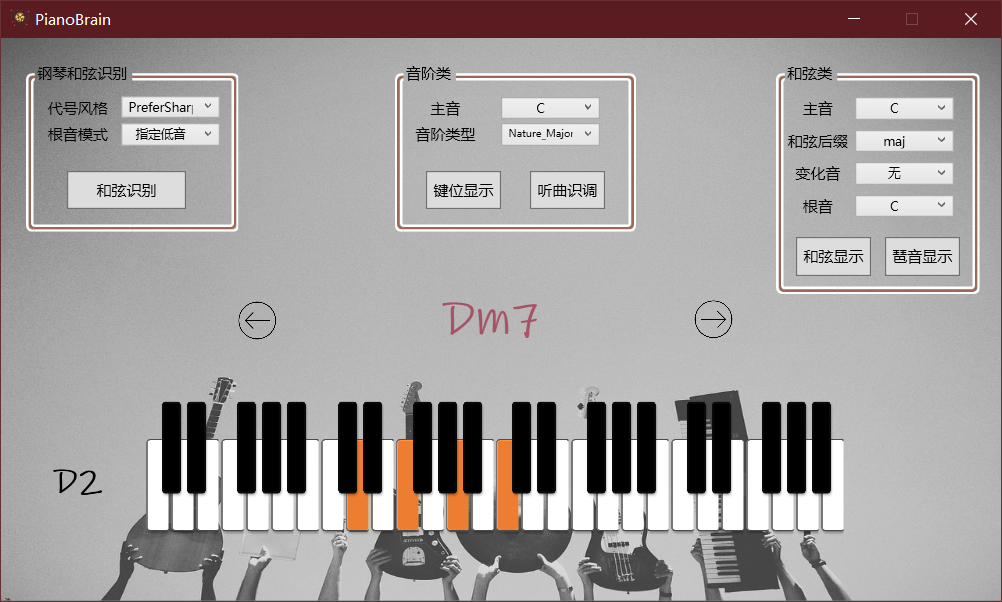 PianoBrain
钢琴和弦识别
代号风格 PreferSharp
根音模式 指定低音
和弦识别
音阶类
主音 C
音阶类型 Nature_Major
键位显示 听曲识调
和弦类
主音 C
和弦后缀 maj
变化音 无
根音 C
和弦显示 琶音显示
Dm7
D2